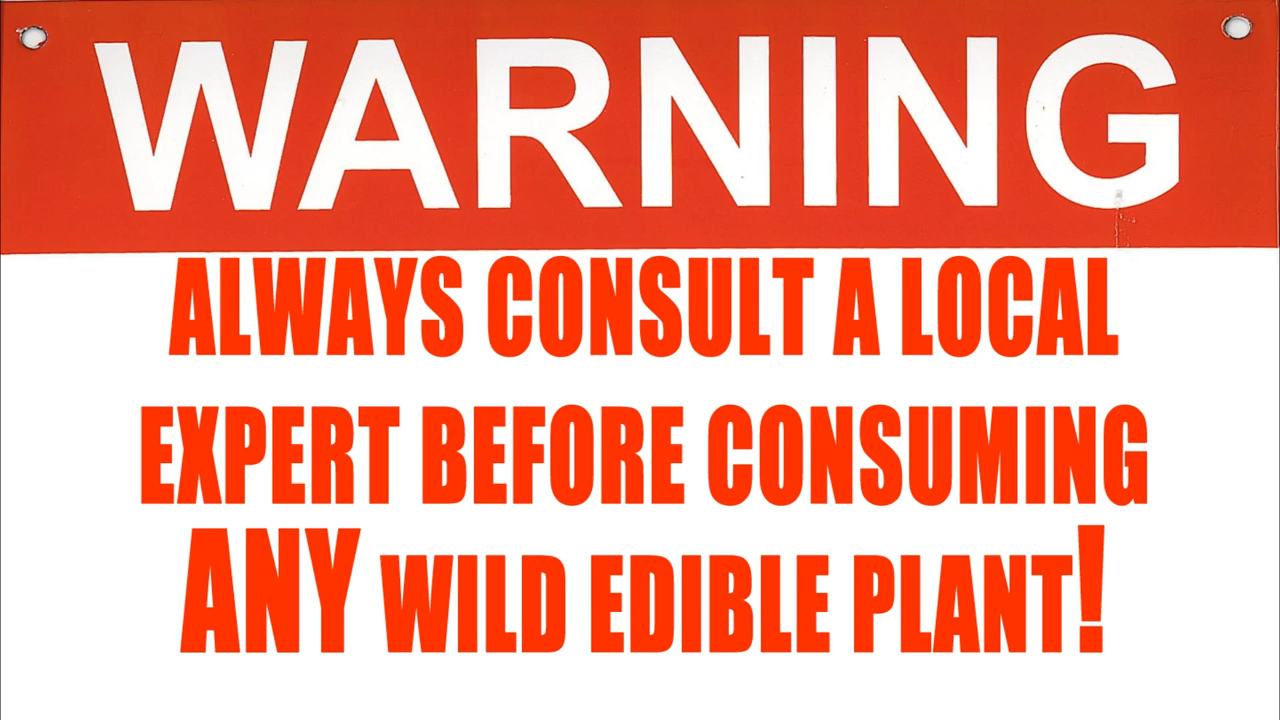 WARNING
ALWAYS CONSULT A LOCAL
EXPERT BEFORE CONSUMING
ANY WILD EDIBLE PLANT!